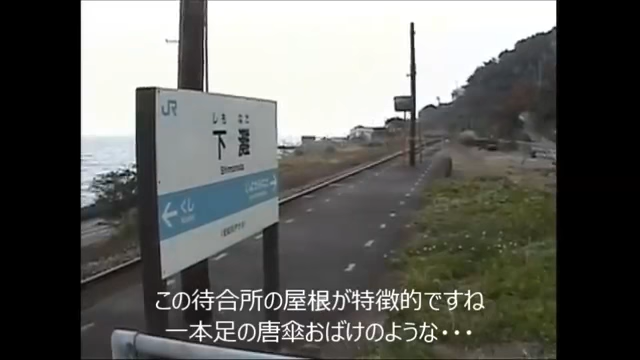 JR
しも なだ
下灘
Shimonada
くし
この待合所の屋根が特徴的ですね
一本足の唐傘おばけのような・・・